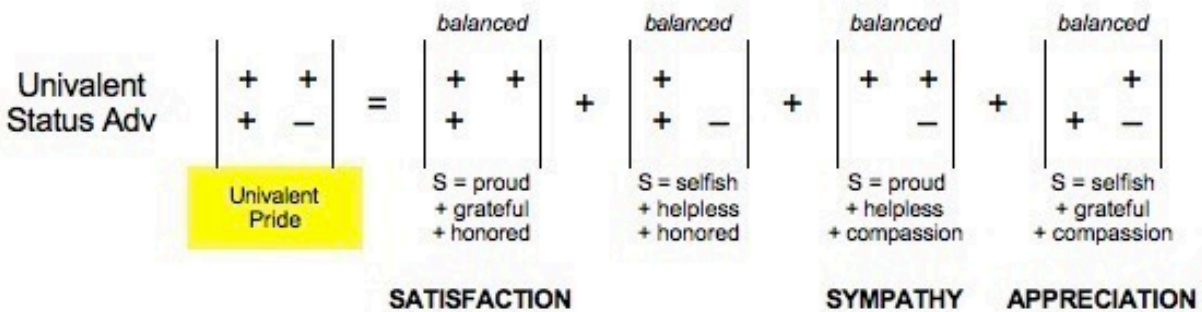 balanced balanced balanced balanced
Univalent
Status Adv
+ + = + + + + + + + + +
+ – + + – – + –
Univalent
Pride
S = proud S = selfish S = proud S = selfish
+ grateful + helpless + helpless + grateful
+ honored + honored + compassion + compassion
SATISFACTION SYMPATHY APPRECIATION